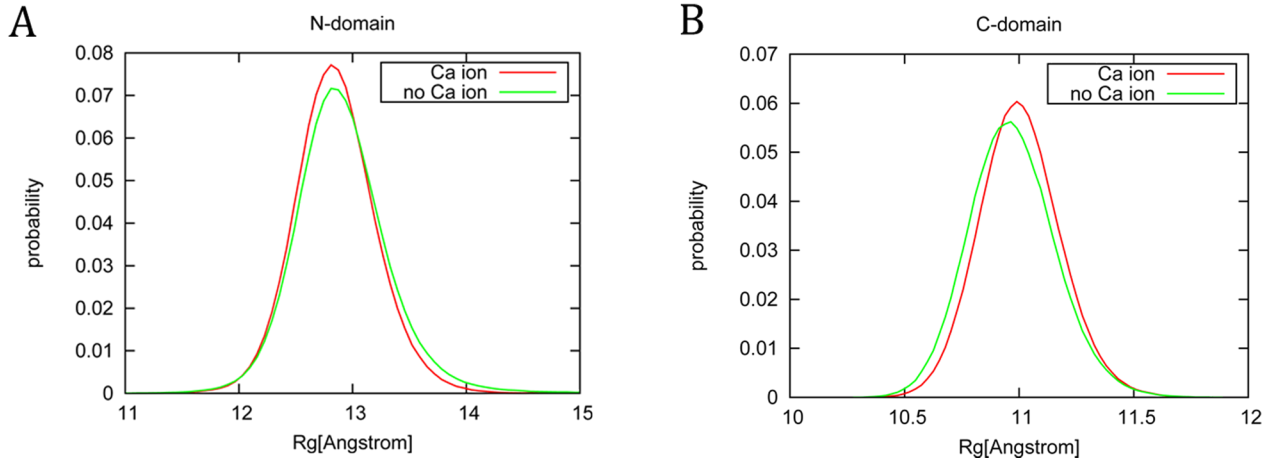 A
N-domain
0.08
0.07
0.06
0.05
0.04
0.03
0.02
0.01
0
probability
Ca ion
no Ca ion
11 12 13 14 15
Rg[Angstrom]
B
C-domain
0.07
0.06
0.05
0.04
0.03
0.02
0.01
0
probability
Ca ion
no Ca ion
10 10.5 11 11.5 12
Rg[Angstrom]